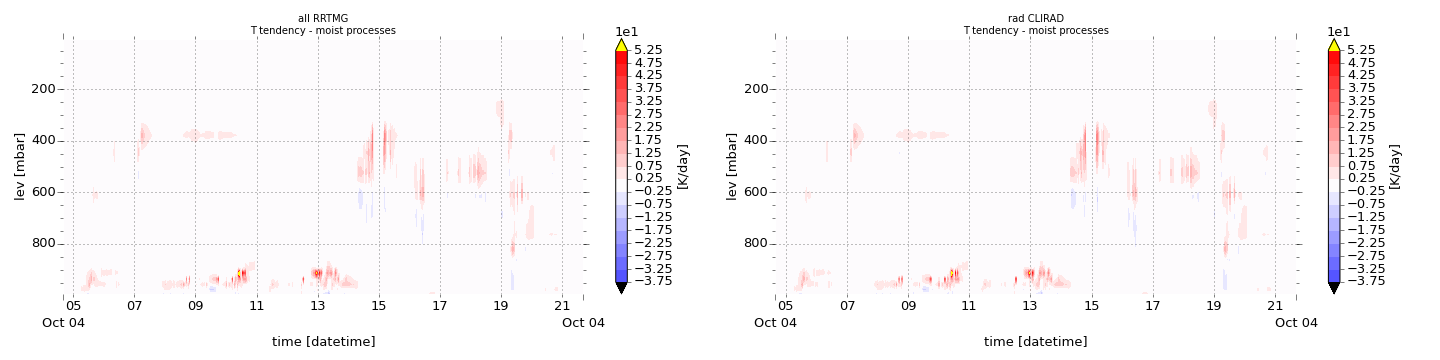 all RRTMG
T tendency - moist processes
1e1
5.25
4.75
4.25
3.75
3.25
2.75
2.25
1.75
1.25
0.75
0.25
−0.25
−0.75
−1.25
−1.75
−2.25
−2.75
−3.25
−3.75
[K/day]
200
400
600
800
lev [mbar]
05 07 09 11 13 15 17 19 21
Oct 04 Oct 04
time [datetime]
rad CLIRAD
T tendency - moist processes
1e1
5.25
4.75
4.25
3.75
3.25
2.75
2.25
1.75
1.25
0.75
0.25
−0.25
−0.75
−1.25
−1.75
−2.25
−2.75
−3.25
−3.75
[K/day]
200
400
600
800
lev [mbar]
05 07 09 11 13 15 17 19 21
Oct 04 Oct 04
time [datetime]